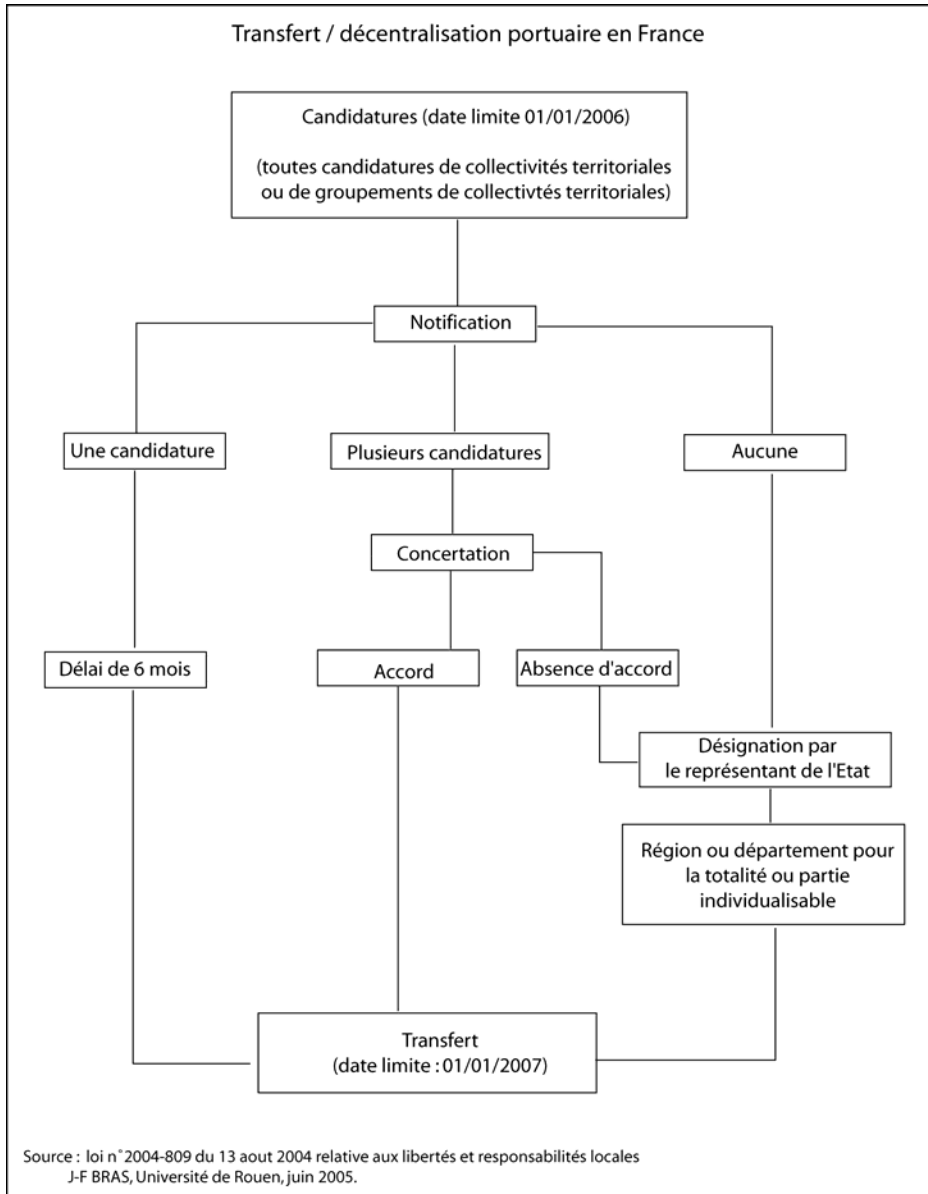 Transfert / décentralisation portuaire en France
Candidatures (date limite 01/01/2006)
(toutes candidatures de collectivités territoriales
ou de groupements de collectivtés territoriales)
Notification
Une candidature
Plusieurs candidatures
Aucune
Concertation
Délai de 6 mois
Accord
Absence d'accord
Désignation par
le représentant de l'Etat
Région ou département pour
la totalité ou partie
individualisable
Transfert
(date limite : 01/01/2007)
Source : loi n°2004-809 du 13 aout 2004 relative aux libertés et responsabilités locales
J-F BRAS, Université de Rouen, juin 2005.